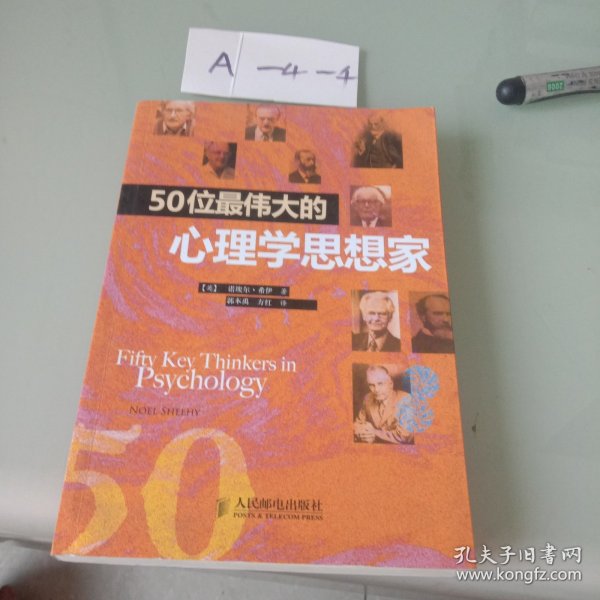 A -4-4
50位最伟大的
心理学思想家
【英】 诺埃尔·希伊 著
郭本禹 方红 译
Fifty Key Thinkers in
Psychology
NOEL SHEEHY
50
人民邮电出版社
POSTS & TELECOM PRESS
孔夫子旧书网
www.kongfz.com